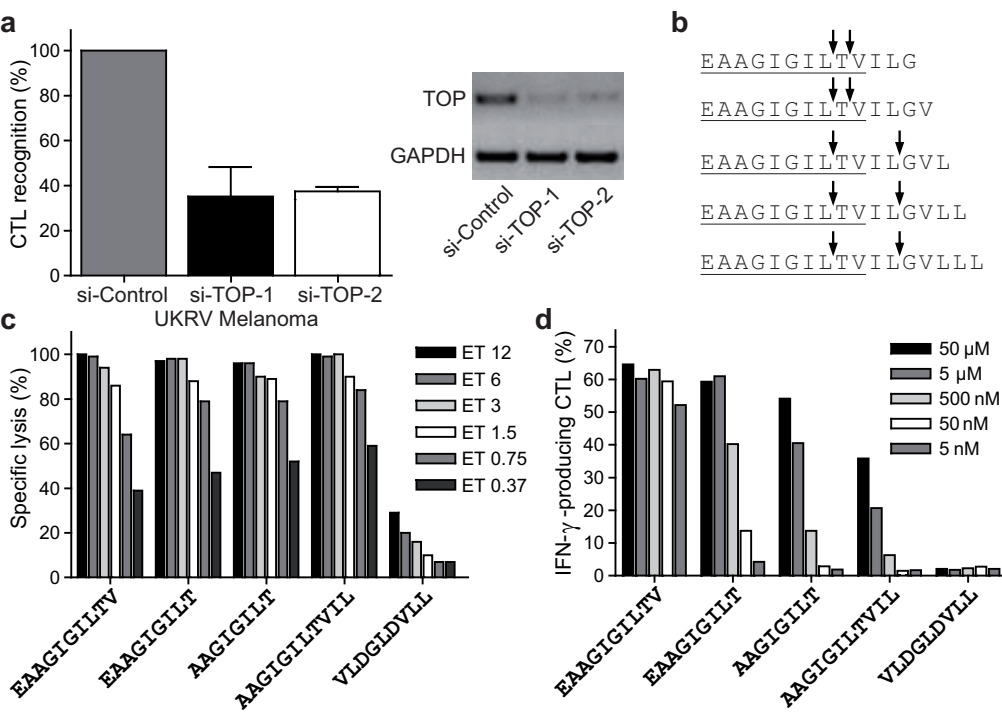 a
CTL recognition (%)
100
80
60
40
20
0
si-Control
si-TOP-1
si-TOP-2
UKRV Melanoma
TOP
GAPDH
si-Control
si-TOP-1
si-TOP-2
b
EAAGIGILTVILG
EAAGIGILTVILGV
EAAGIGILTVILGVL
EAAGIGILTVILGVLL
EAAGIGILTVILGVLLL
c
Specific lysis (%)
100
80
60
40
20
0
ET 12
ET 6
ET 3
ET 1.5
ET 0.75
ET 0.37
EAAGIGILTV
EAAGIGILT
AAGIGILT
AAGIGILTVIL
VLDGLDVLL
d
IFN-γ -producing CTL (%)
70
60
50
40
30
20
10
0
50 µM
5 µM
500 nM
50 nM
5 nM
EAAGIGILTV
EAAGIGILT
AAGIGILT
AAGIGILTVIL
VLDGLDVLL